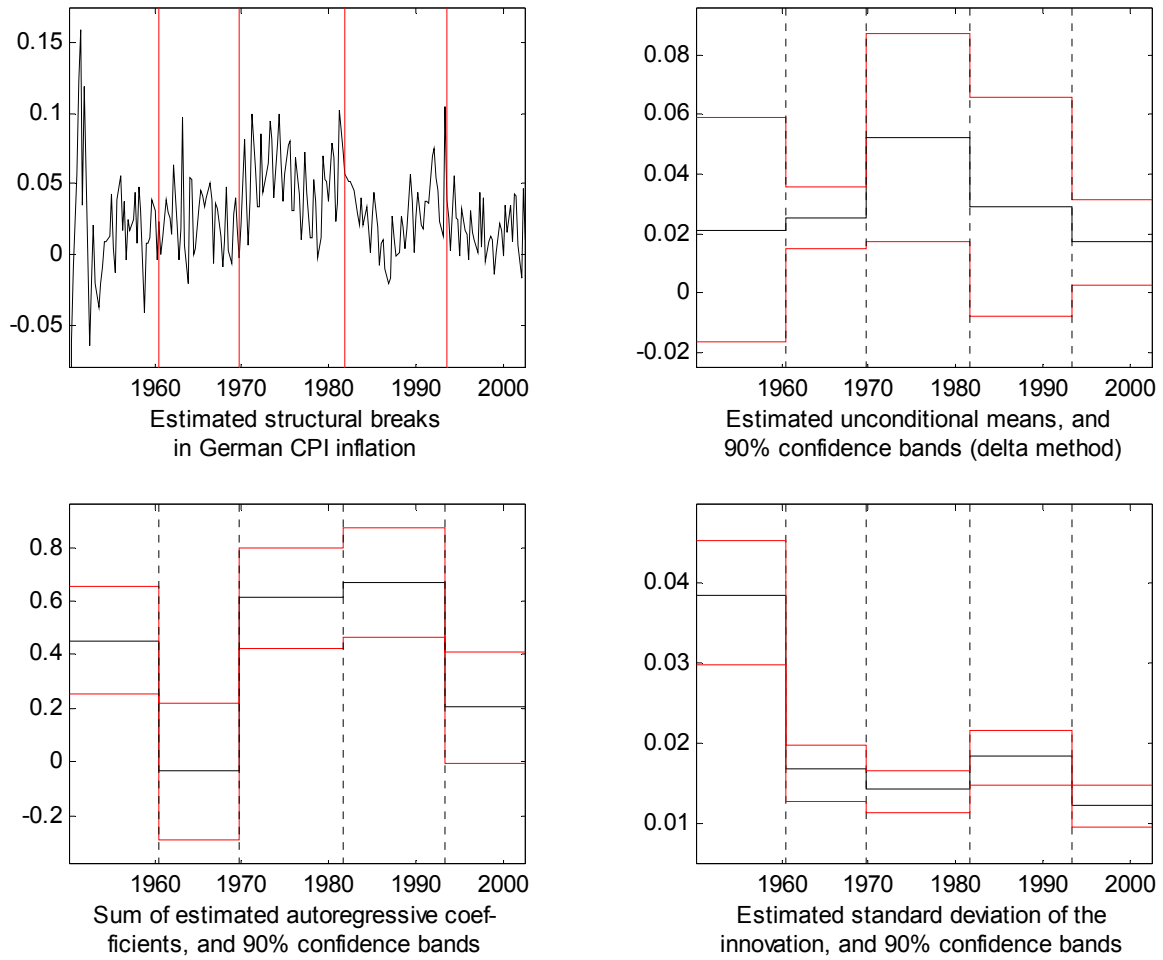 0.15
0.1
0.05
0
-0.05
1960 1970 1980 1990 2000
Estimated structural breaks
in German CPI inflation
0.08
0.06
0.04
0.02
0
-0.02
1960 1970 1980 1990 2000
Estimated unconditional means, and
90% confidence bands (delta method)
0.8
0.6
0.4
0.2
0
-0.2
1960 1970 1980 1990 2000
Sum of estimated autoregressive coef-
ficients, and 90% confidence bands
0.04
0.03
0.02
0.01
1960 1970 1980 1990 2000
Estimated standard deviation of the
innovation, and 90% confidence bands